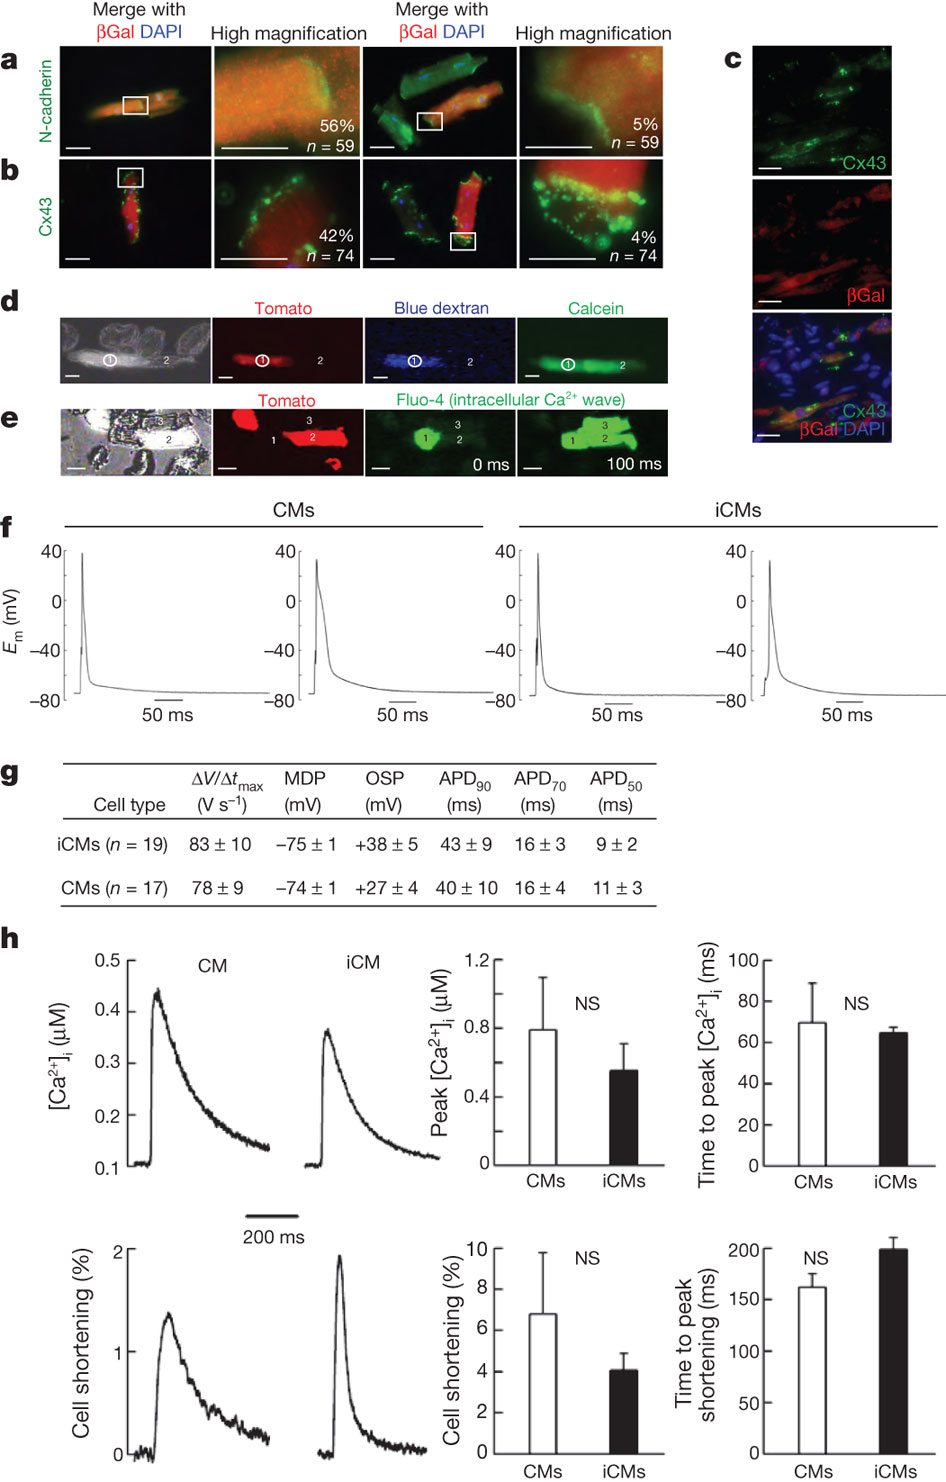 Merge with
βGal DAPI
High magnification
Merge with
βGal DAPI
High magnification
a
N-cadherin
56%
n = 59
5%
n = 59
b
Cx43
42%
n = 74
4%
n = 74
c
Cx43
βGal
Cx43
βGal DAPI
d
Tomato
Blue dextran
Calcein
1 2
1 2
1 2
1 2
e
Tomato
Fluo-4 (intracellular Ca²⁺ wave)
3
2
3
1 2
3
1 2
0 ms
3
1 2
100 ms
f
CMs
iCMs
Eₘ (mV)
40
0
−40
−80
50 ms
40
0
−40
−80
50 ms
40
0
−40
−80
50 ms
40
0
−40
−80
50 ms
g
Cell type ΔV/Δtmax (V s⁻¹) MDP (mV) OSP (mV) APD₉₀ (ms) APD₇₀ (ms) APD₅₀ (ms)
iCMs (n = 19) 83 ± 10 −75 ± 1 +38 ± 5 43 ± 9 16 ± 3 9 ± 2
CMs (n = 17) 78 ± 9 −74 ± 1 +27 ± 4 40 ± 10 16 ± 4 11 ± 3
h
[Ca²⁺]ᵢ (μM)
0.5
0.4
0.3
0.2
0.1
CM
iCM
Peak [Ca²⁺]ᵢ (μM)
1.2
0.8
0.4
0
NS
CMs iCMs
Time to peak [Ca²⁺]ᵢ (ms)
100
80
60
40
20
0
NS
CMs iCMs
200 ms
Cell shortening (%)
2
1
0
Cell shortening (%)
10
8
6
4
2
0
NS
CMs iCMs
Time to peak
shortening (ms)
200
150
100
50
0
NS
CMs iCMs